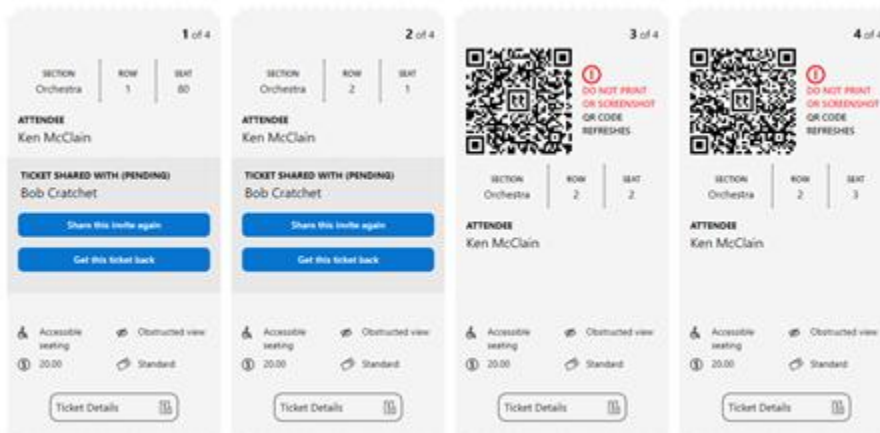 1 of 4
SECTION ROW SEAT
Orchestra 1 80
ATTENDEE
Ken McClain
TICKET SHARED WITH (PENDING)
Bob Cratchet
Share this invite again
Get this ticket back
Accessible seating
Obstructed view
20.00
Standard
Ticket Details
2 of 4
SECTION ROW SEAT
Orchestra 2 1
ATTENDEE
Ken McClain
TICKET SHARED WITH (PENDING)
Bob Cratchet
Share this invite again
Get this ticket back
Accessible seating
Obstructed view
20.00
Standard
Ticket Details
3 of 4
tt
DO NOT PRINT
OR SCREENSHOT
QR CODE
REFRESHES
SECTION ROW SEAT
Orchestra 2 2
ATTENDEE
Ken McClain
Accessible seating
Obstructed view
20.00
Standard
Ticket Details
4 of 4
tt
DO NOT PRINT
OR SCREENSHOT
QR CODE
REFRESHES
SECTION ROW SEAT
Orchestra 2 3
ATTENDEE
Ken McClain
Accessible seating
Obstructed view
20.00
Standard
Ticket Details